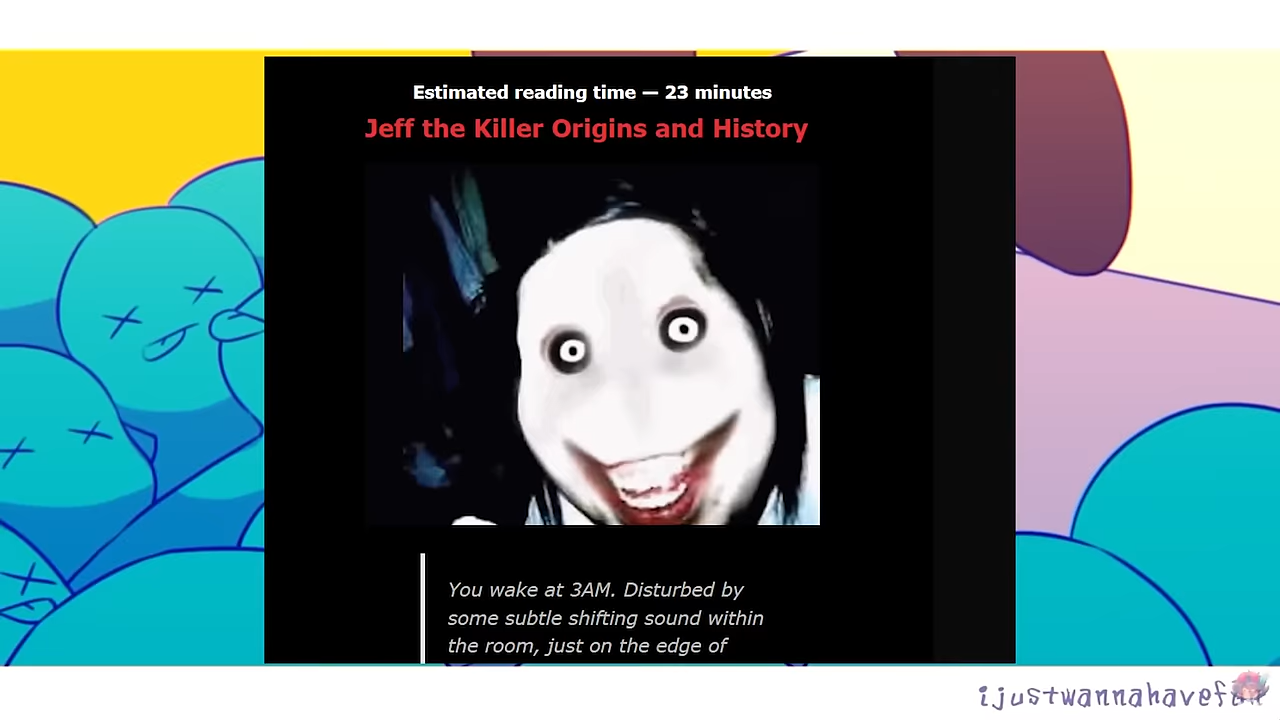 Estimated reading time — 23 minutes
Jeff the Killer Origins and History
You wake at 3AM. Disturbed by
some subtle shifting sound within
the room, just on the edge of
ijustwannahavefun